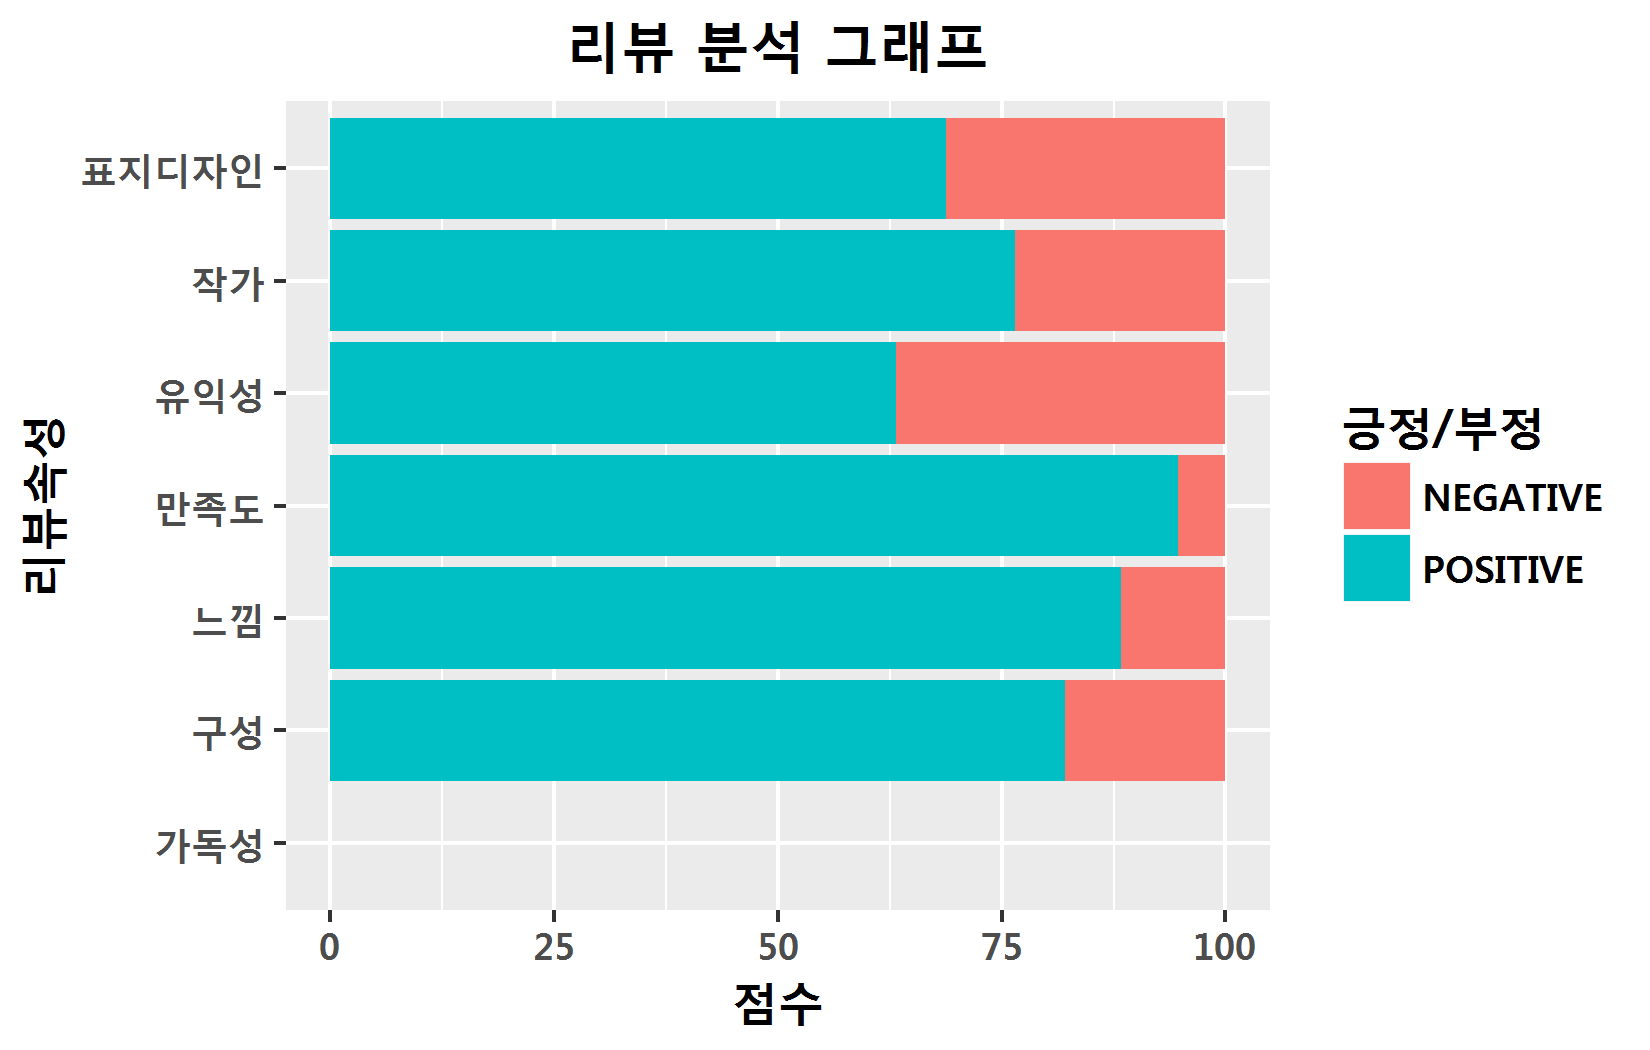 리뷰 분석 그래프
리뷰속성
표지디자인
작가
유익성
만족도
느낌
구성
가독성
0 25 50 75 100
점수
긍정/부정
NEGATIVE
POSITIVE